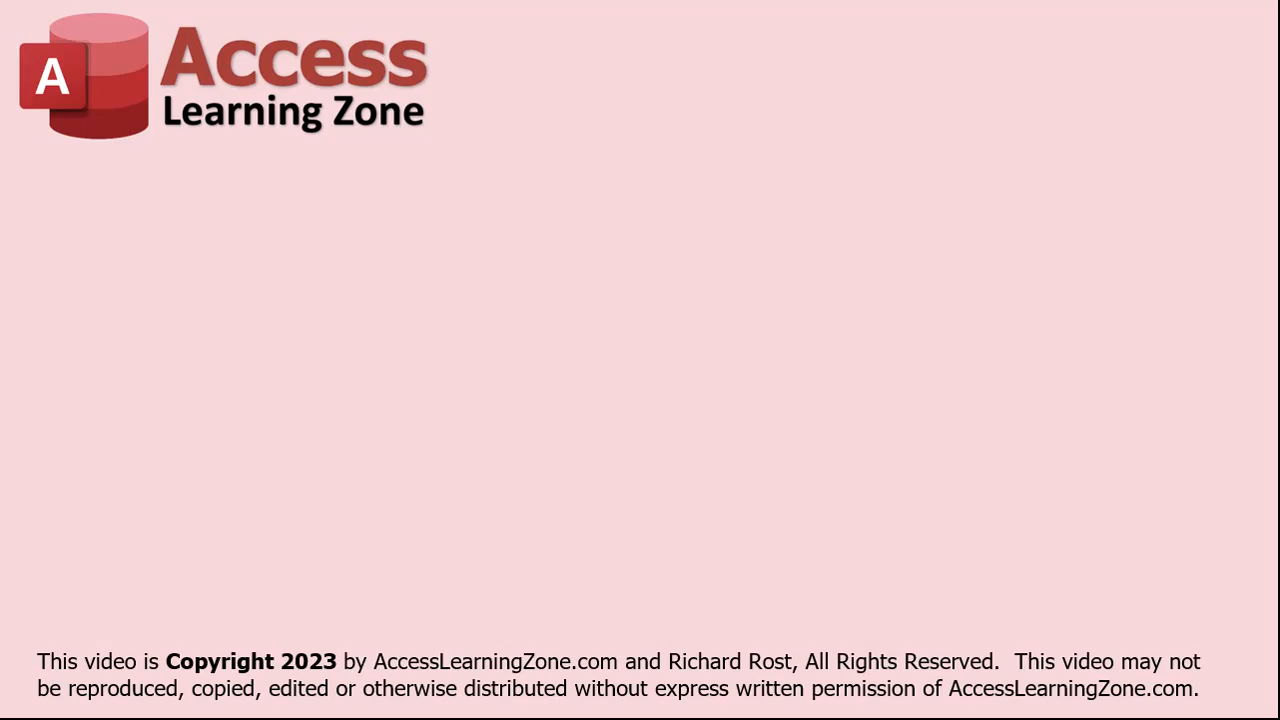 A
Access
Learning Zone
This video is Copyright 2023 by AccessLearningZone.com and Richard Rost, All Rights Reserved.  This video may not
be reproduced, copied, edited or otherwise distributed without express written permission of AccessLearningZone.com.